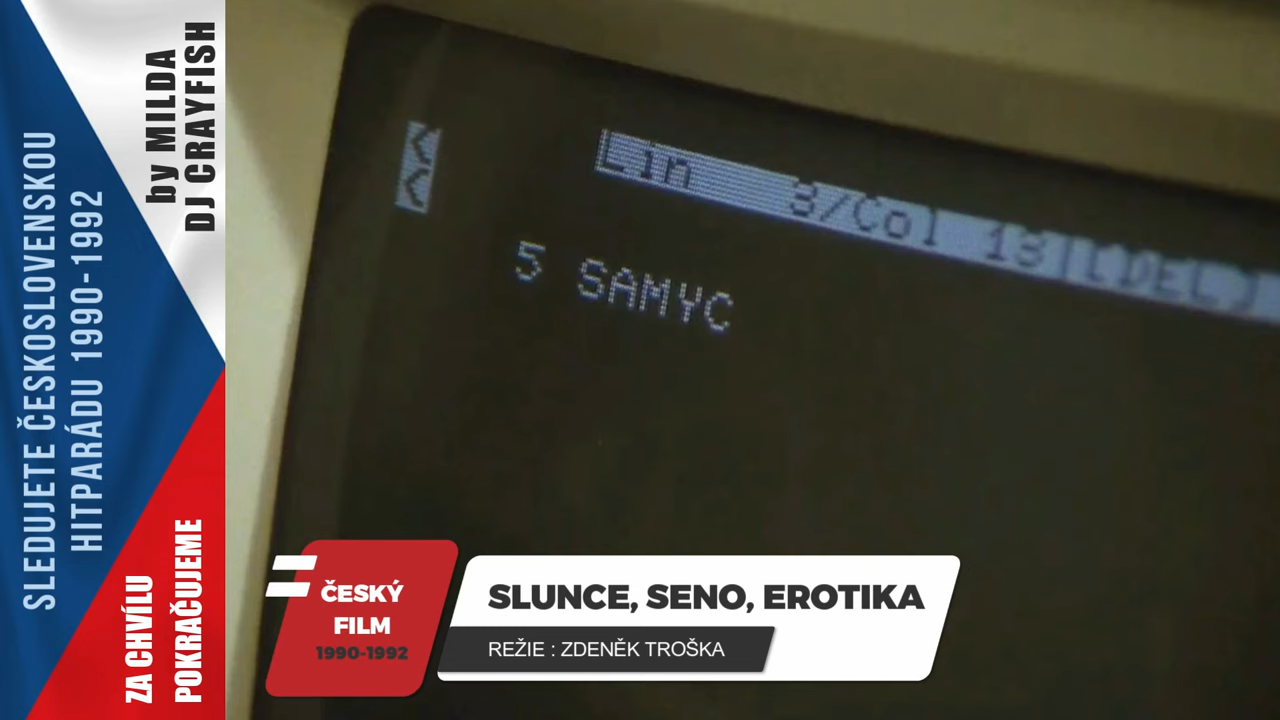 SLEDUJETE ČESKOSLOVENSKOU
HITPARÁDU 1990-1992
by MILDA
DJ CRAYFISH
ZA CHVÍLU
POKRAČUJEME
Lin 3/Col 13|[DEL]
5 SAMYC
ČESKÝ
FILM
1990-1992
SLUNCE, SENO, EROTIKA
REŽIE : ZDENĚK TROŠKA